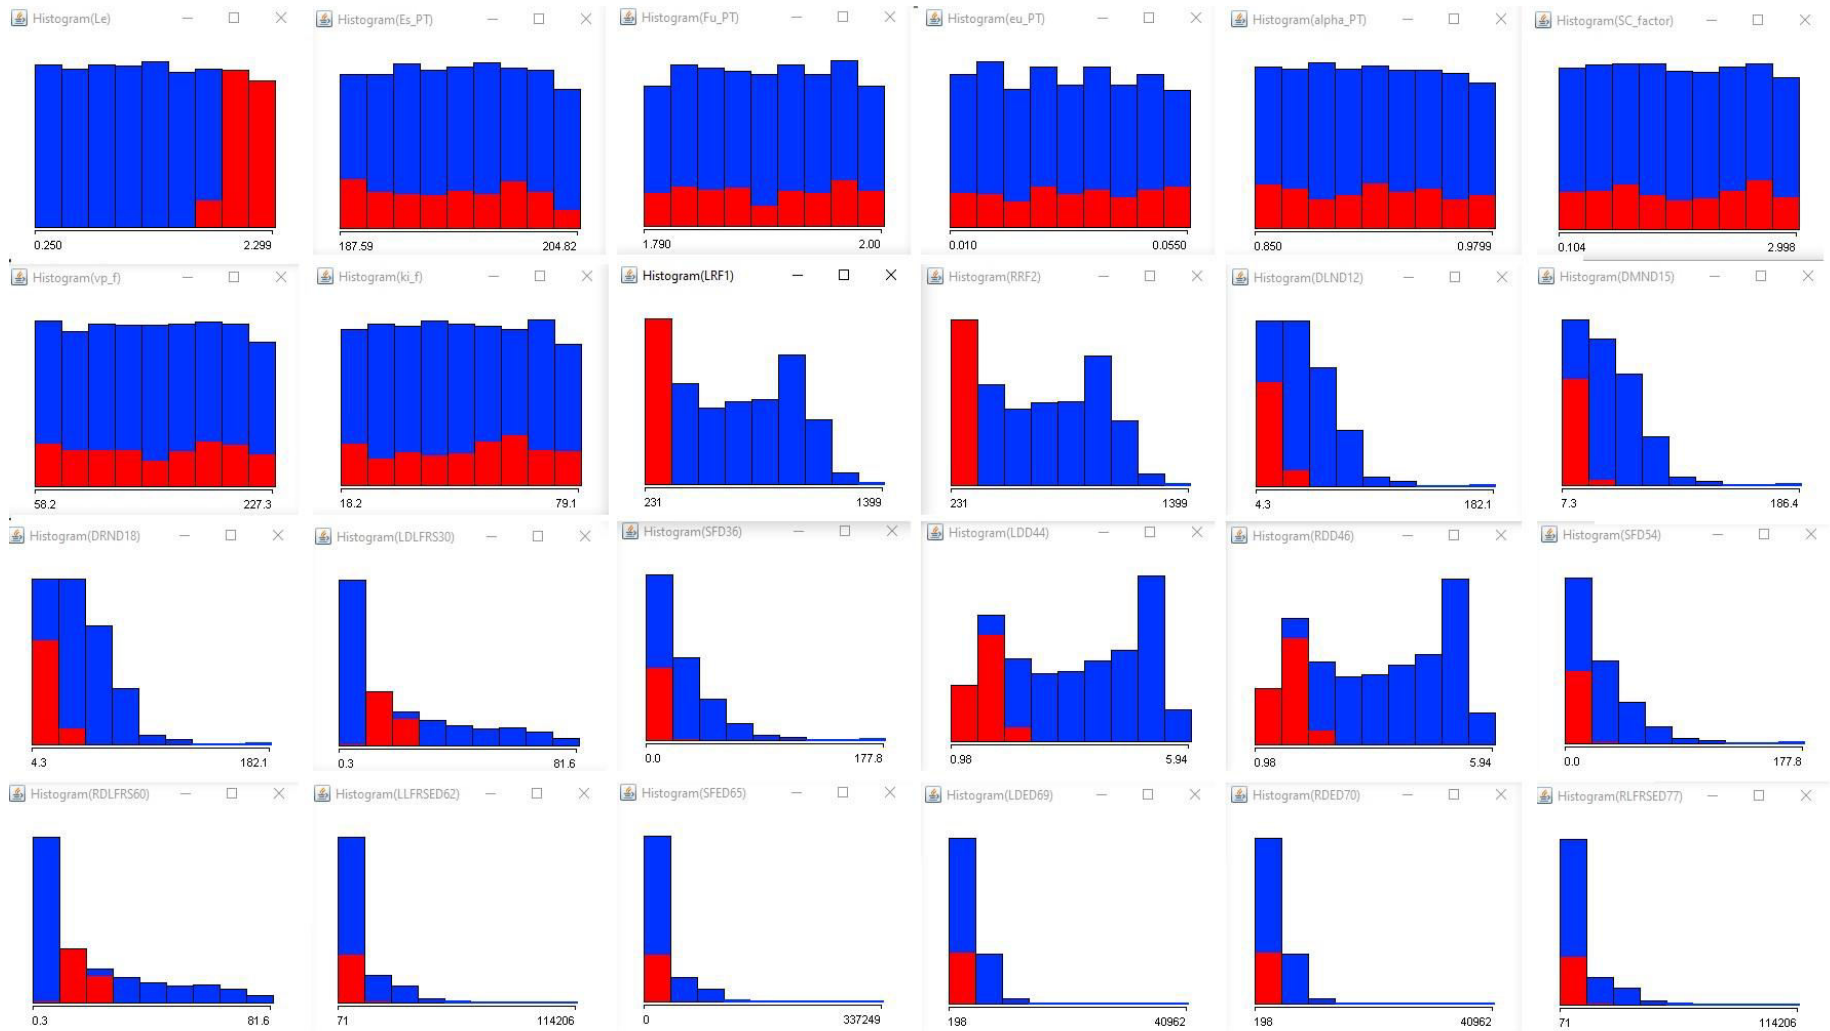 Histogram(Le)
Histogram(Es_PT)
Histogram(Fu_PT)
Histogram(eu_PT)
Histogram(alpha_PT)
Histogram(SC_factor)
0.250 2.299
187.59 204.82
1.790 2.00
0.010 0.0550
0.850 0.9799
0.104 2.998
Histogram(vp_f)
Histogram(ki_f)
Histogram(LRF1)
Histogram(RRF2)
Histogram(DLND12)
Histogram(DMND15)
58.2 227.3
18.2 79.1
231 1399
231 1399
4.3 182.1
7.3 186.4
Histogram(DRND18)
Histogram(LDLFRS30)
Histogram(SFD36)
Histogram(LDD44)
Histogram(RDD46)
Histogram(SFD54)
4.3 182.1
0.3 81.6
0.0 177.8
0.98 5.94
0.98 5.94
0.0 177.8
Histogram(RDLFRS60)
Histogram(LLFRSED62)
Histogram(SFED65)
Histogram(LDED69)
Histogram(RDED70)
Histogram(RLFRSED77)
0.3 81.6
71 114206
0 337249
198 40962
198 40962
71 114206